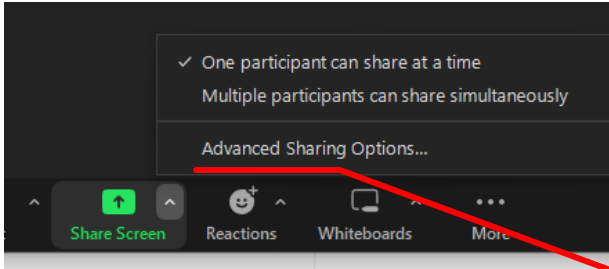 One participant can share at a time
Multiple participants can share simultaneously
Advanced Sharing Options...
Share Screen
Reactions
Whiteboards
More